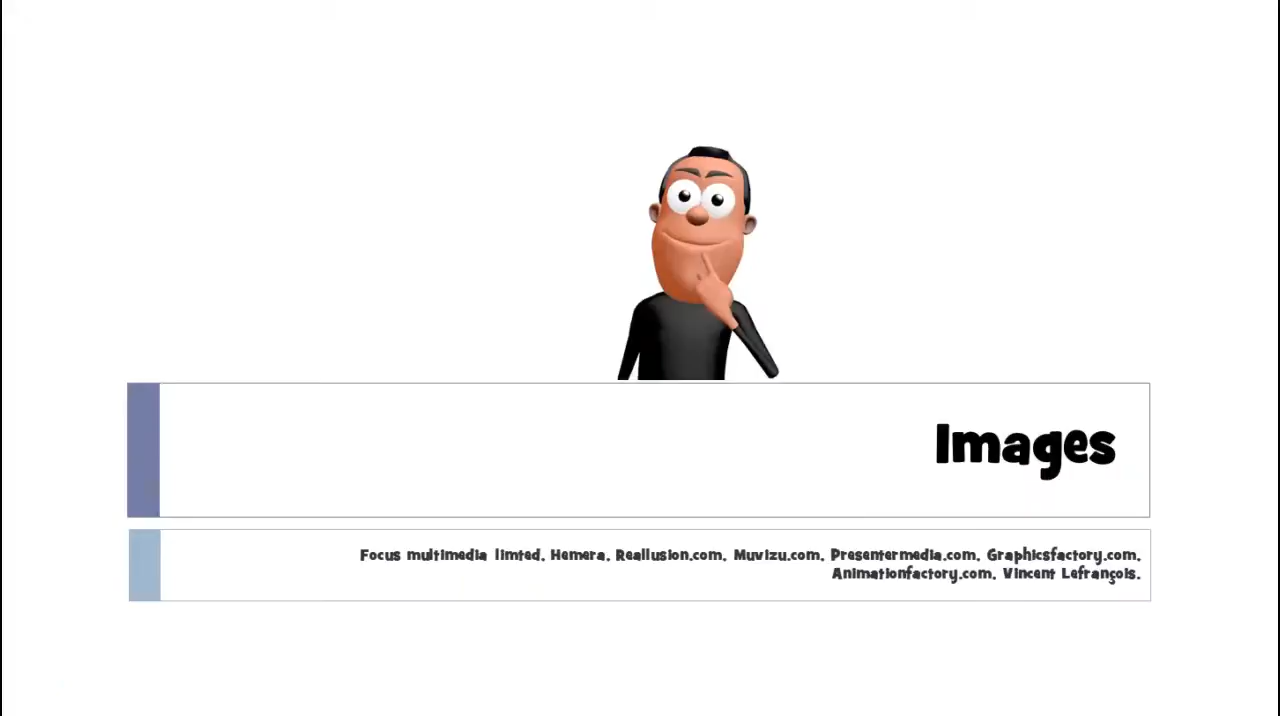 Images
Focus multimedia limted, Hemera, Reallusion.com, Muvizu.com, Presentermedia.com, Graphicsfactory.com,
Animationfactory.com, Vincent Lefrançois.